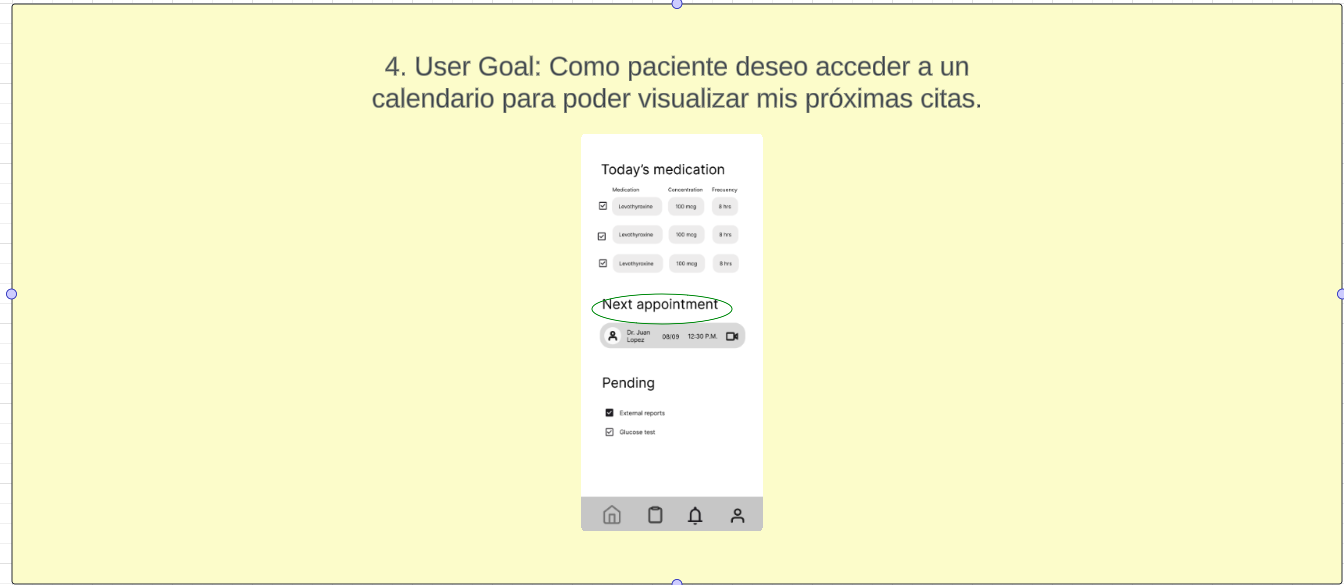 4. User Goal: Como paciente deseo acceder a un
calendario para poder visualizar mis próximas citas.
Today's medication
Medication Concentration Frecuency
Levothyroxine 100 mcg 8 hrs
Levothyroxine 100 mcg 8 hrs
Levothyroxine 100 mcg 8 hrs
Next appointment
Dr. Juan
Lopez 08/09 12:30 P.M.
Pending
External reports
Glucose test